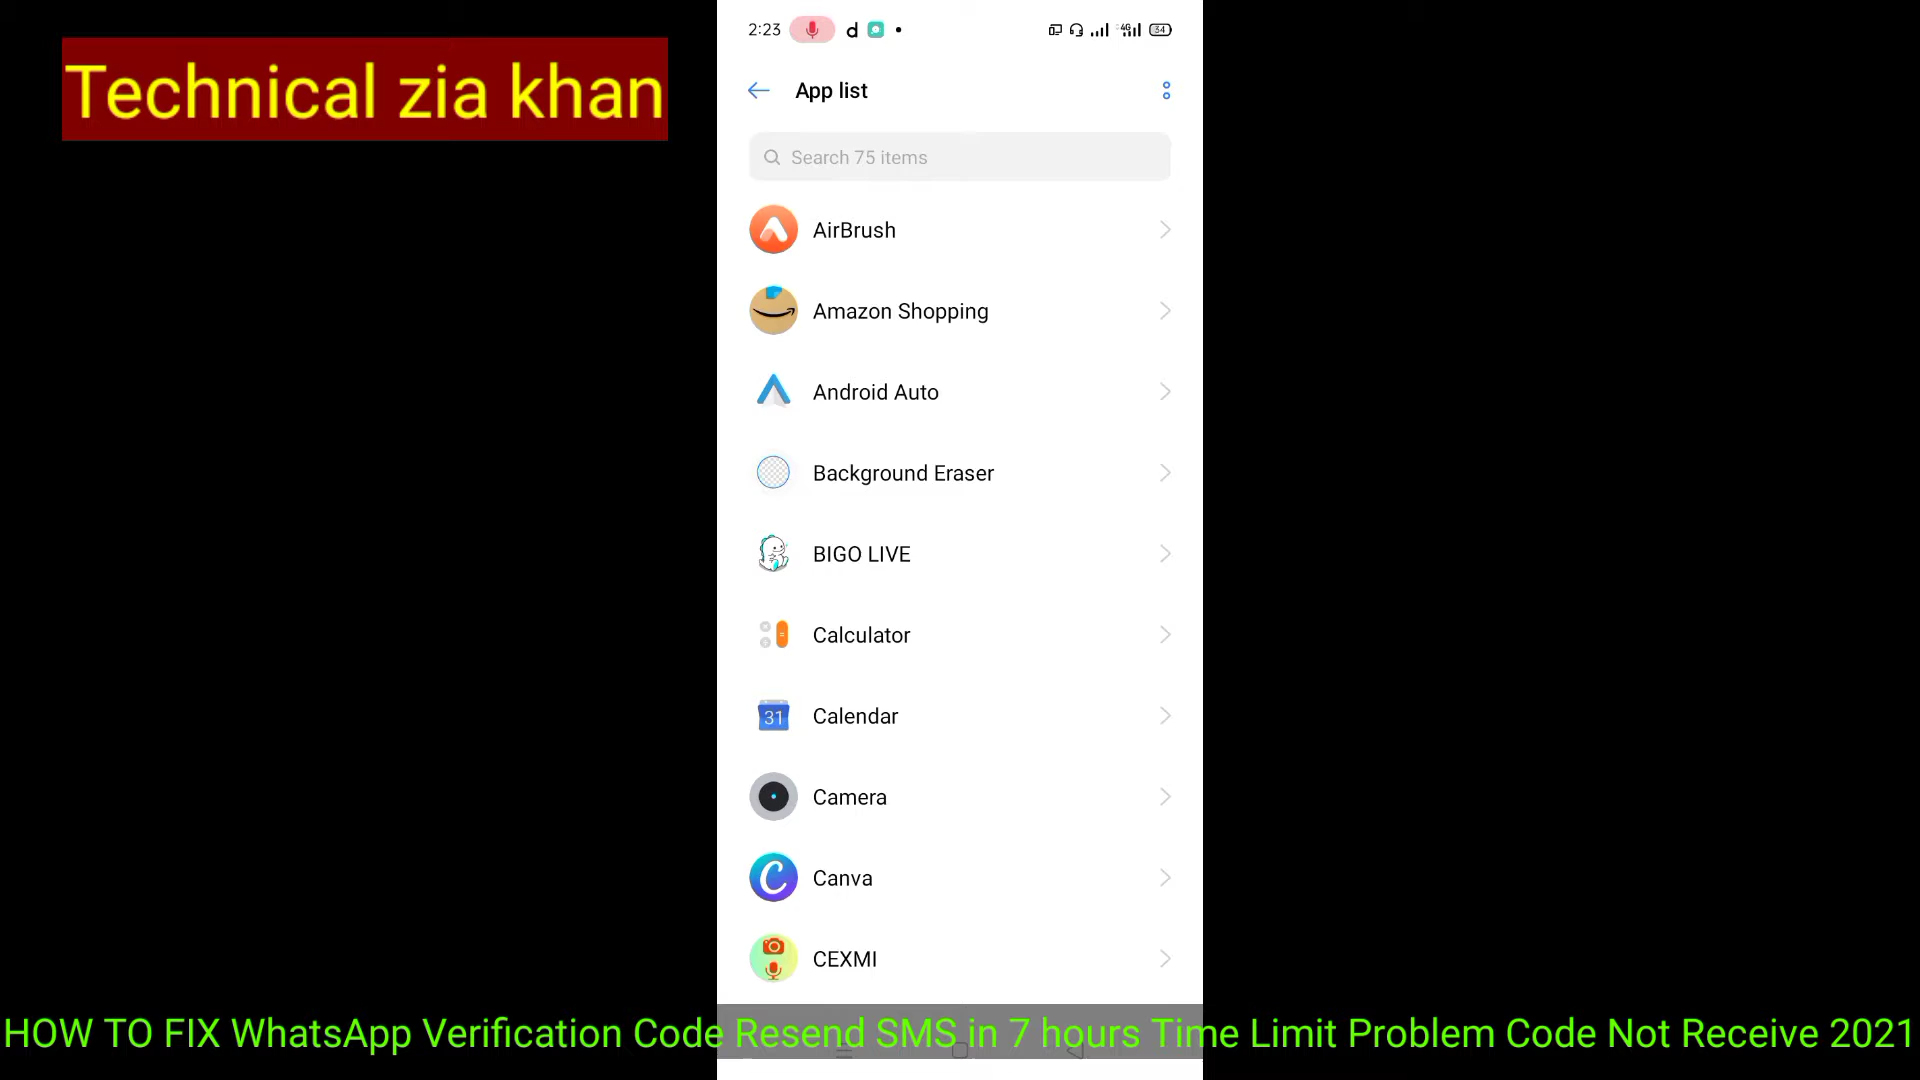 Technical zia khan
2:23 d 4G 34
App list
Search 75 items
AirBrush
Amazon Shopping
Android Auto
Background Eraser
BIGO LIVE
Calculator
31 Calendar
Camera
C Canva
CEXMI
HOW TO FIX WhatsApp Verification Code Resend SMS in 7 hours Time Limit Problem Code Not Receive 2021